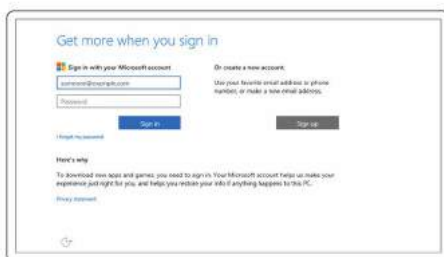 Get more when you sign in
Sign in with your Microsoft account
someone@example.com
Password
Sign in
I forgot my password
Or create a new account.
Use your favorite email address or phone
number, or make a new email address.
Sign up
Here's why
To download new apps and games, you need to sign in. Your Microsoft account helps us make your
experience just right for you, and helps you restore your info if anything happens to this PC.
Privacy statement